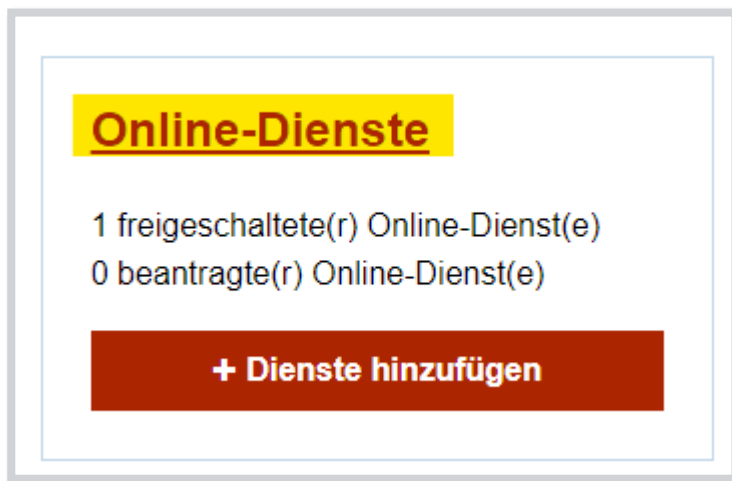 Online-Dienste
1 freigeschaltete(r) Online-Dienst(e)
0 beantragte(r) Online-Dienst(e)
+ Dienste hinzufügen